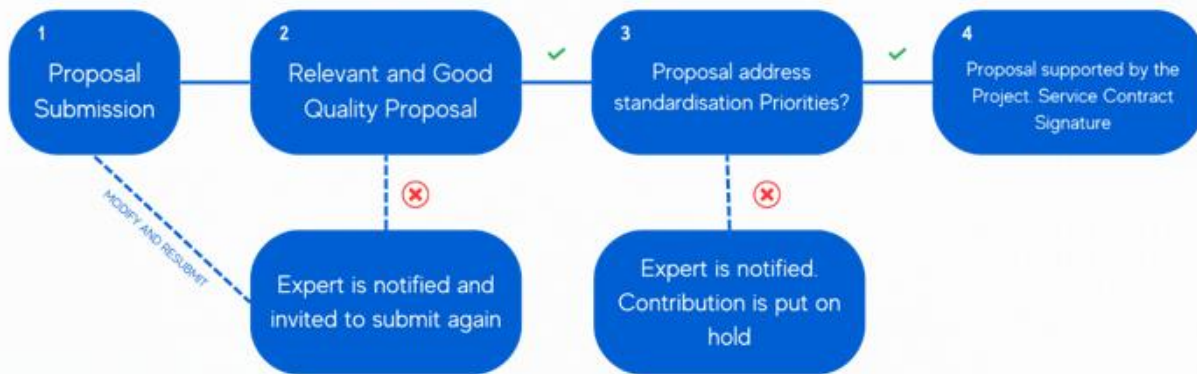 1
Proposal
Submission
2
Relevant and Good
Quality Proposal
3
Proposal address
standardisation Priorities?
4
Proposal supported by the
Project. Service Contract
Signature
MODIFY AND RESUBMIT
Expert is notified and
invited to submit again
Expert is notified.
Contribution is put on
hold